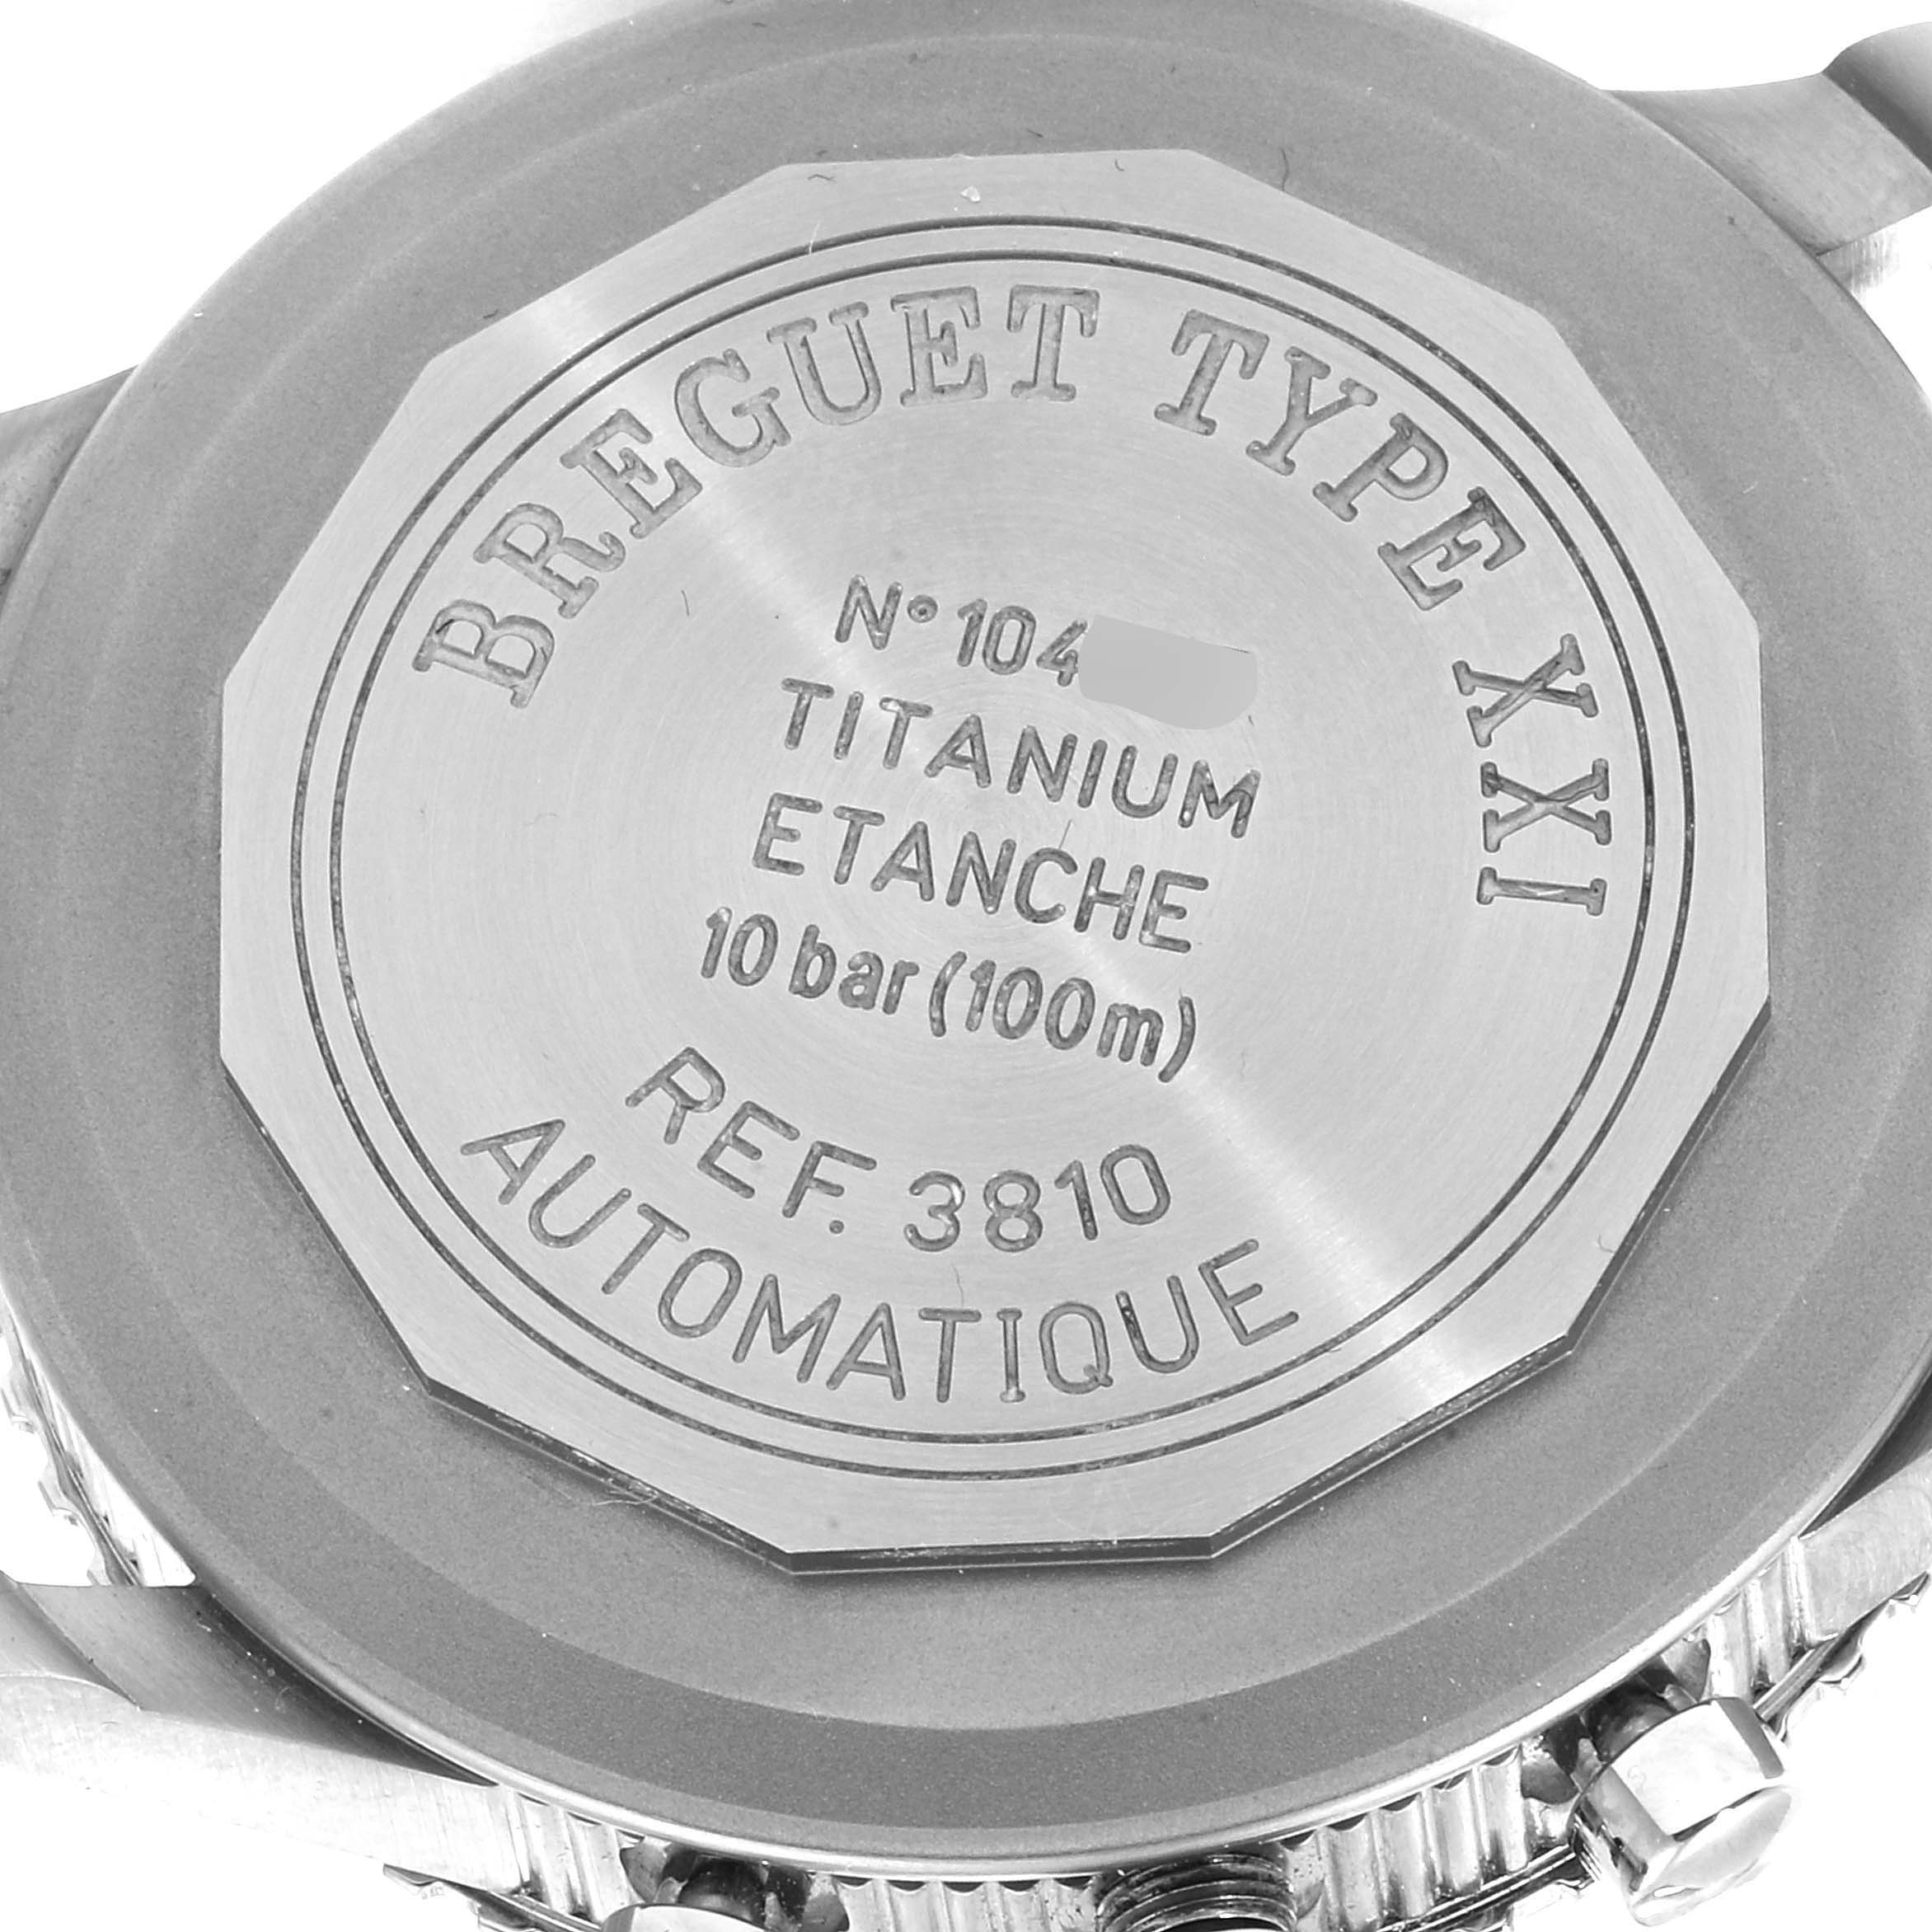 BREGUET TYPE XXI
N° 104
TITANIUM
ETANCHE
10 bar (100m)
REF. 3810
AUTOMATIQUE